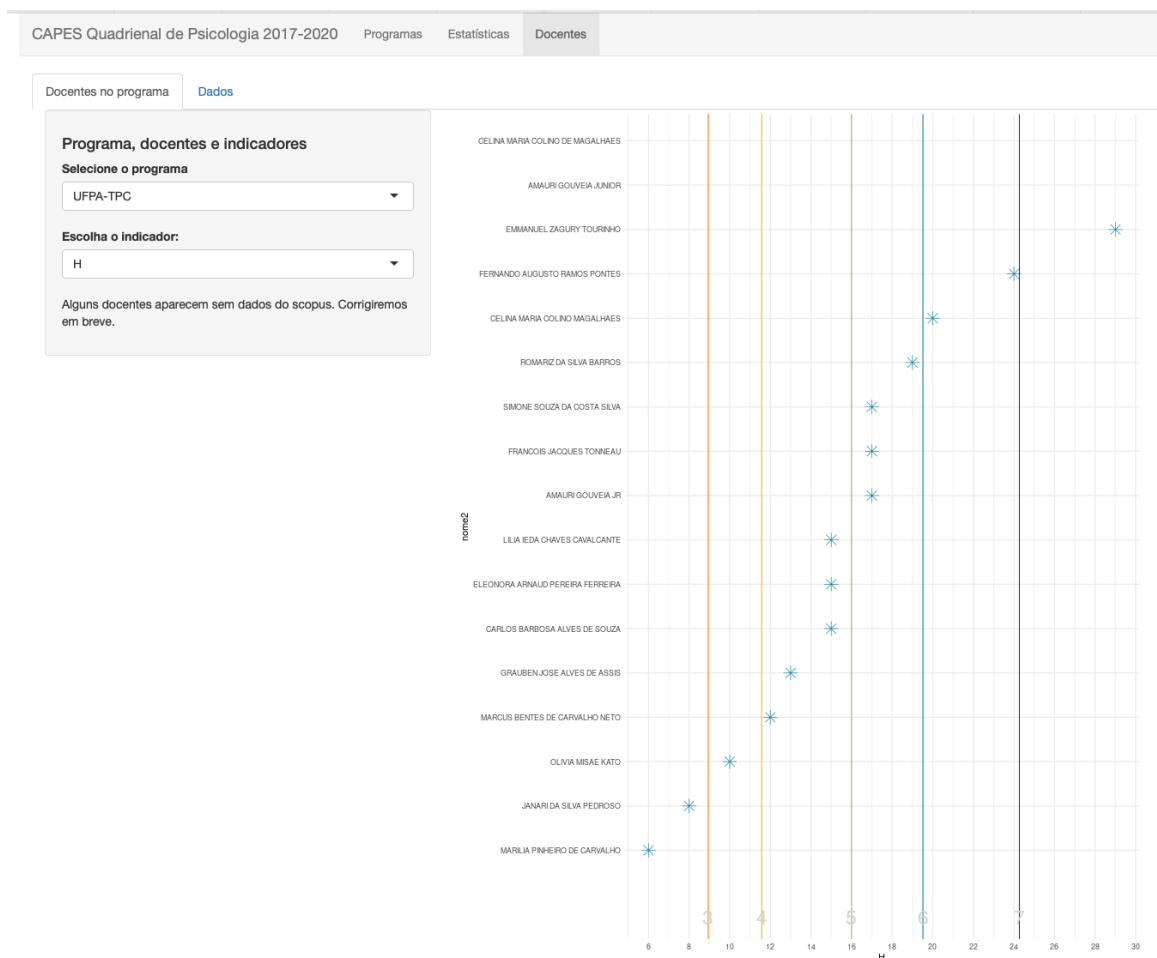 CAPES Quadrienal de Psicologia 2017-2020 Programas Estatísticas Docentes
Docentes no programa Dados
Programa, docentes e indicadores
Selecione o programa
UFPA-TPC
Escolha o indicador:
H
Alguns docentes aparecem sem dados do scopus. Corrigiremos
em breve.
CELINA MARIA COLINO DE MAGALHAES
AMAURI GOUVEIA JUNIOR
EMMANUEL ZAGURY TOURINHO
FERNANDO AUGUSTO RAMOS PONTES
CELINA MARIA COLINO MAGALHAES
ROMARIZ DA SILVA BARROS
SIMONE SOUZA DA COSTA SILVA
FRANCOIS JACQUES TONNEAU
AMAURI GOUVEIA JR
nome2
LILIA IEDA CHAVES CAVALCANTE
ELEONORA ARNAUD PEREIRA FERREIRA
CARLOS BARBOSA ALVES DE SOUZA
GRAUBEN JOSE ALVES DE ASSIS
MARCUS BENTES DE CARVALHO NETO
OLIVIA MISAE KATO
JANARI DA SILVA PEDROSO
MARILIA PINHEIRO DE CARVALHO
3 4 5 6 7
6 8 10 12 14 16 18 20 22 24 26 28 30
H